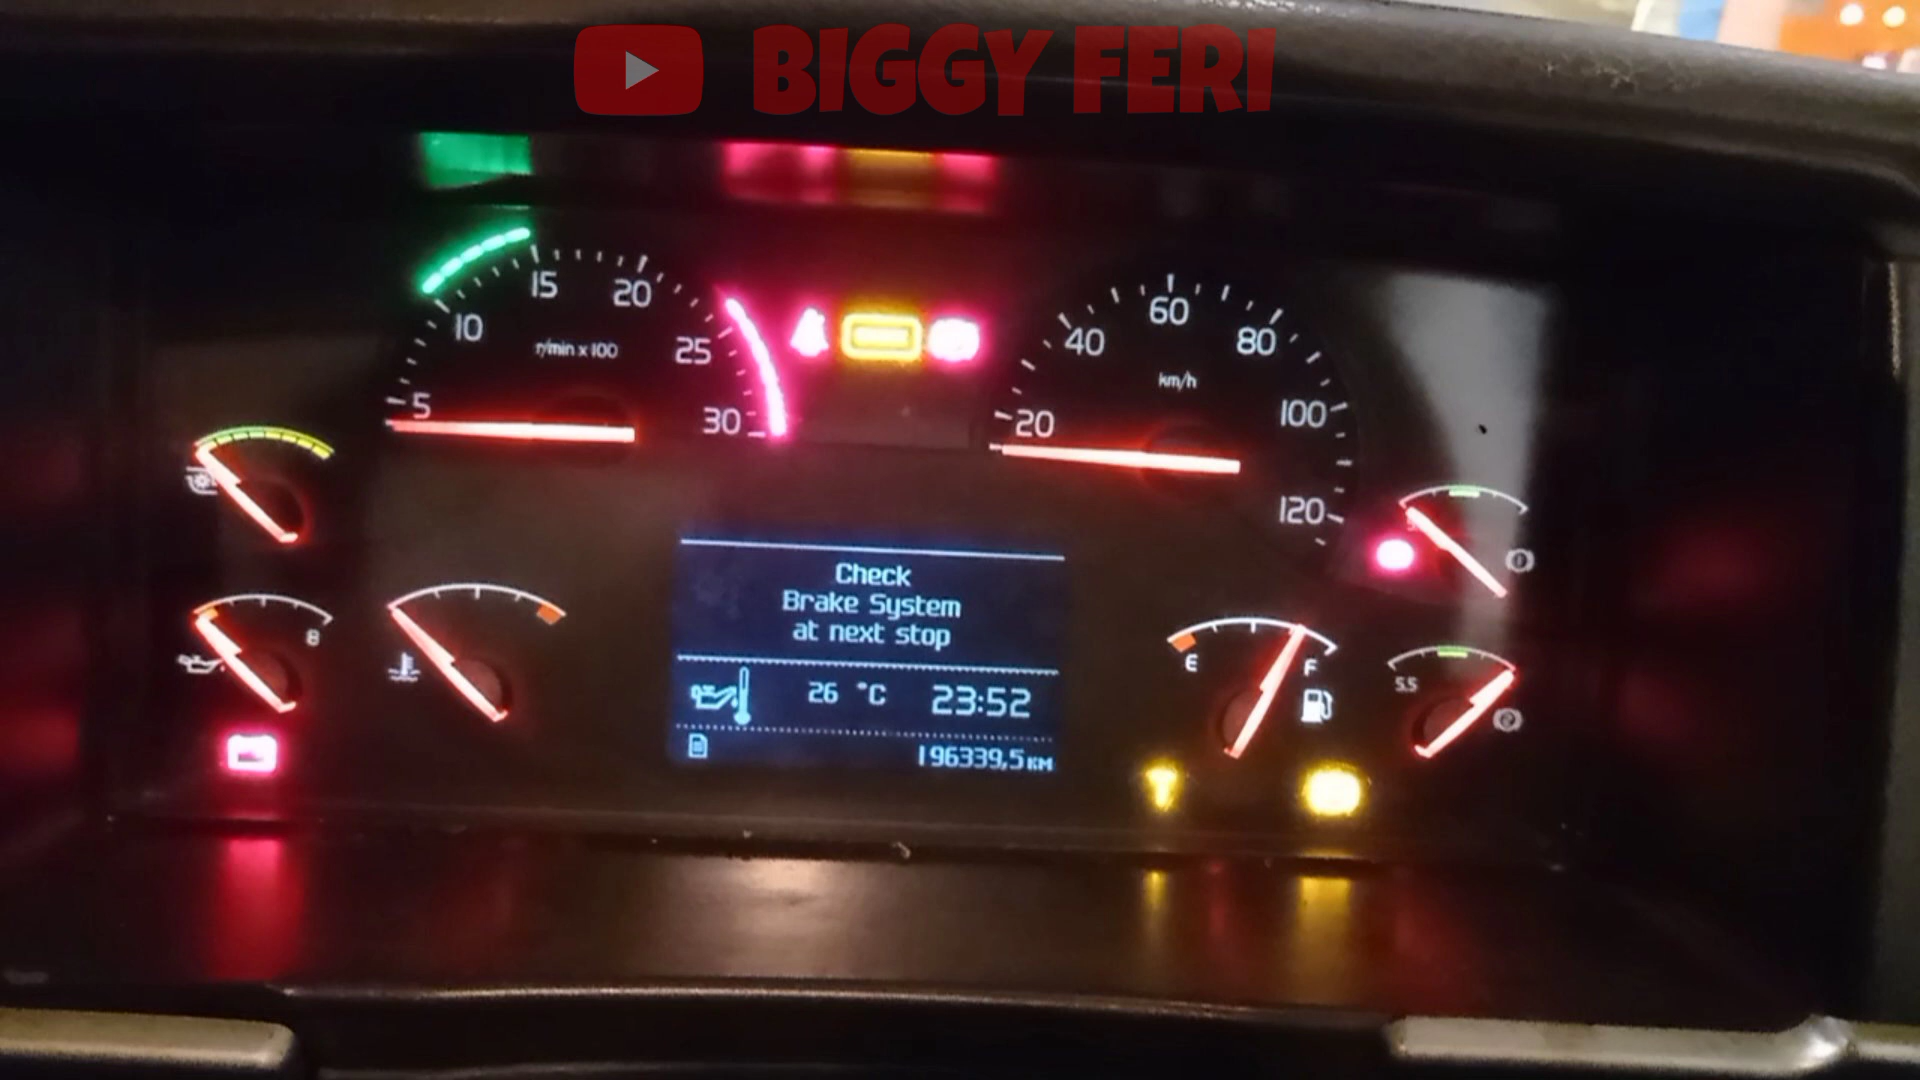 BIGGY FERI
5
10
15
20
25
30
r/min x 100
20
40
60
80
100
120
km/h
8
Check
Brake System
at next stop
26 °C 23:52
196339,5 KM
E
F
5.5